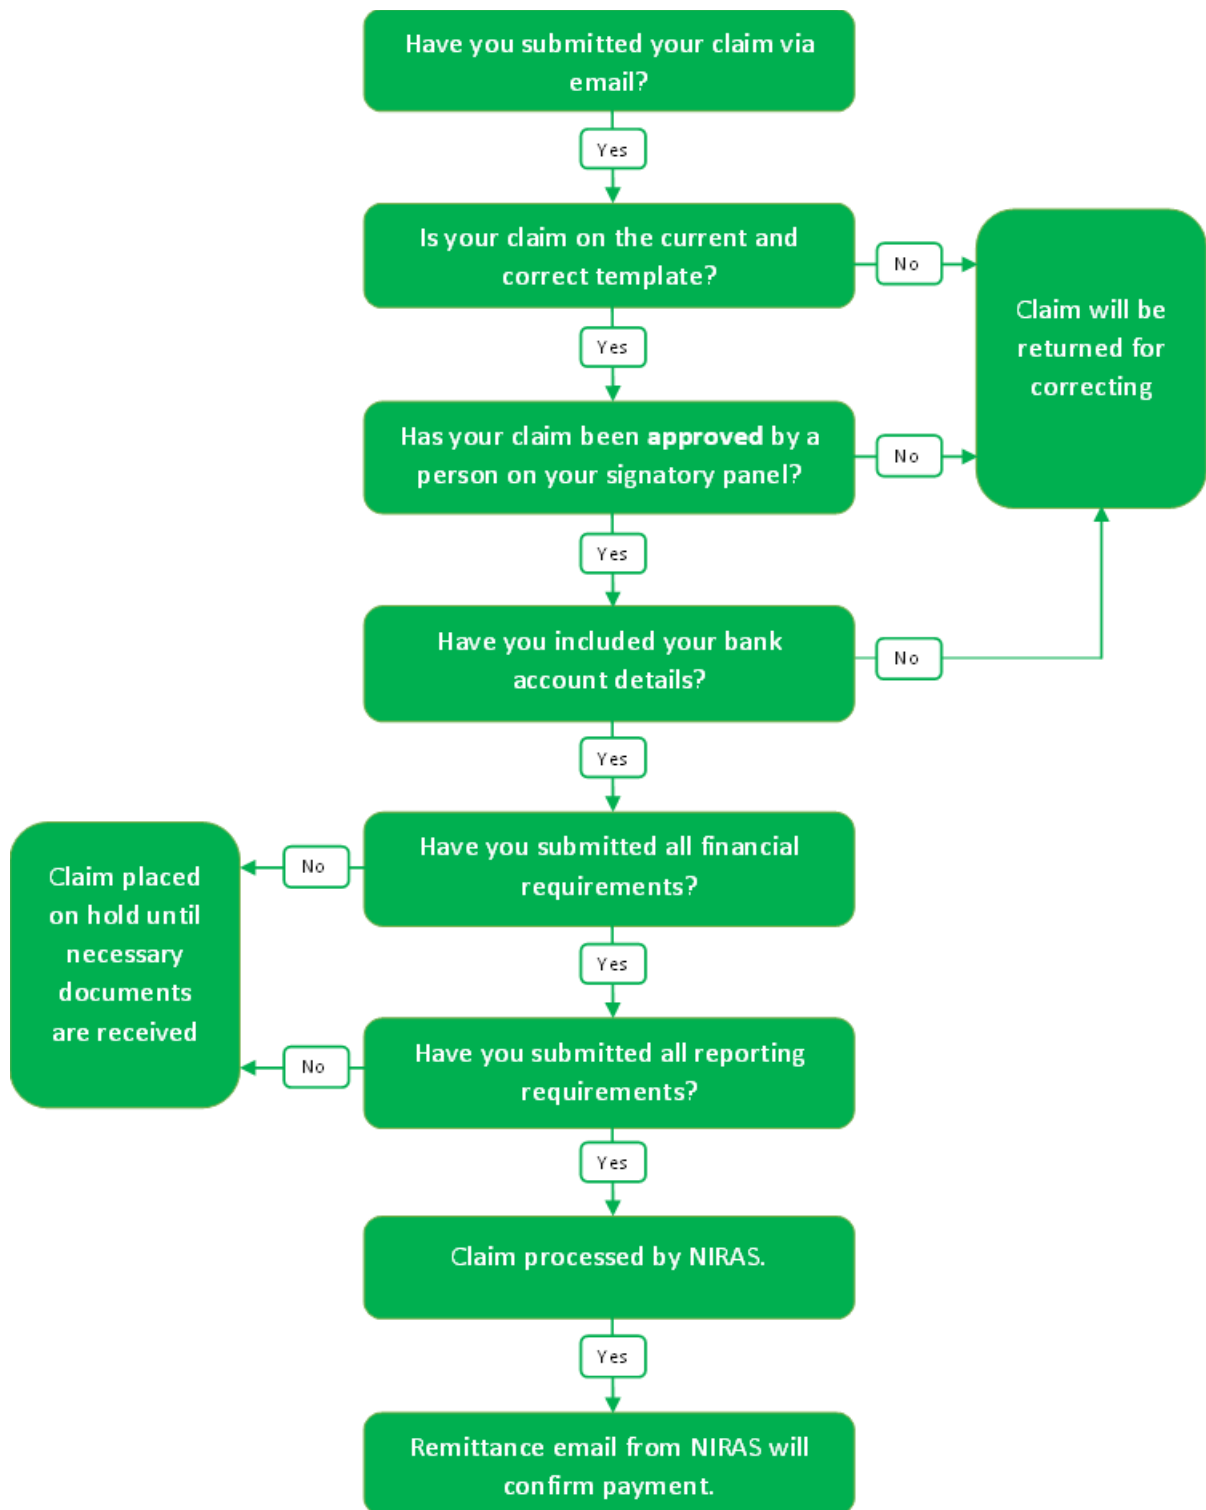 Have you submitted your claim via
email?
Yes
Is your claim on the current and
correct template?
No
Claim will be
returned for
correcting
Yes
Has your claim been approved by a
person on your signatory panel?
No
Yes
Have you included your bank
account details?
No
Yes
Have you submitted all financial
requirements?
No
Claim placed
on hold until
necessary
documents
are received
Yes
Have you submitted all reporting
requirements?
No
Yes
Claim processed by NIRAS.
Yes
Remittance email from NIRAS will
confirm payment.